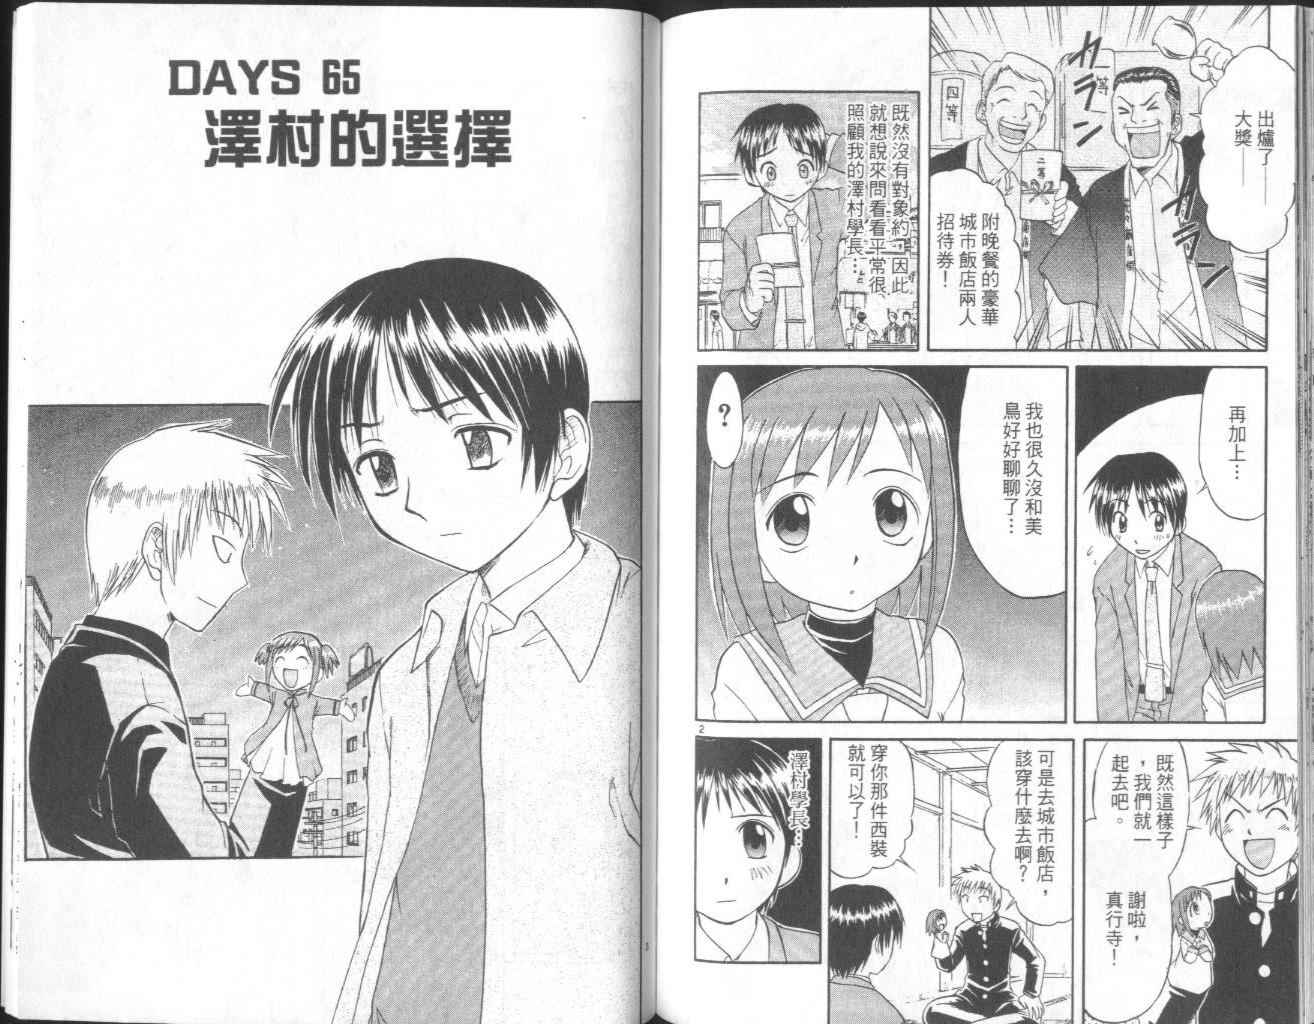 出爐了——
大獎——
四等
等
二等
カラ
ガラ
附晚餐的豪華
城市飯店兩人
招待券！
既然沒有對象約，因此
就想說來問看看平常很
照顧我的澤村學長…
再加上…
我也很久沒和美
鳥好好聊聊了…
？
2
既然這樣子
，我們就一
起去吧。
謝啦，
真行寺！
可是去城市飯店，
該穿什麼去啊？
穿你那件西裝
就可以了！
澤村學長…
DAYS 65
澤村的選擇
3